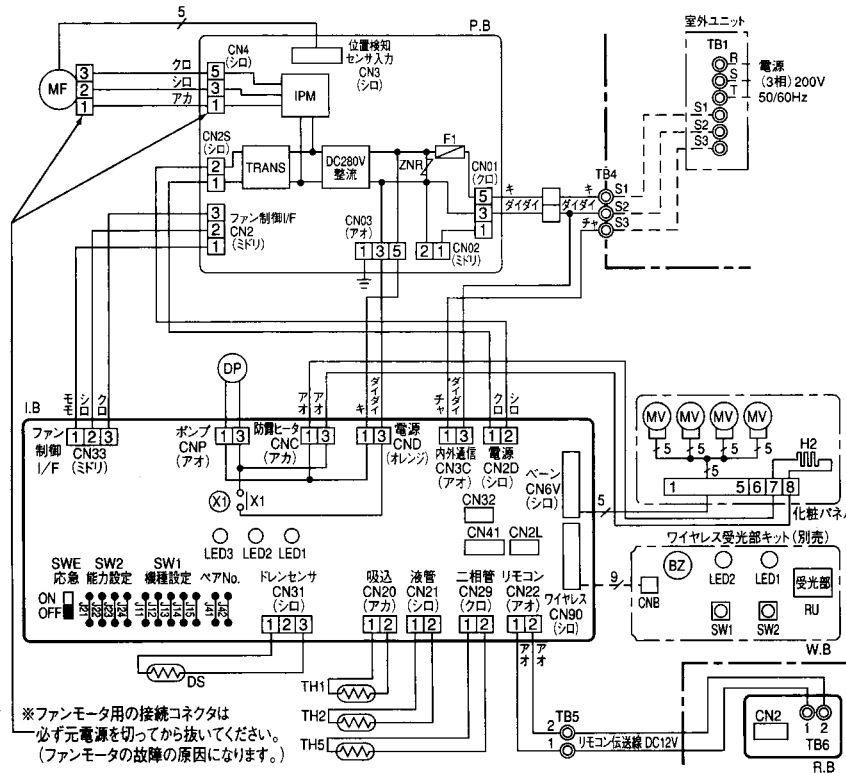 5
P.B
MF
3
2
1
クロ
シロ
アカ
CN4
(シロ)
5
3
1
位置検知
センサ入力
CN3
(シロ)
IPM
CN2S
(シロ)
2
1
TRANS
DC280V
整流
ZNR
F1
CN01
(クロ)
5
3
1
キ
ダイダイ
キ
ダイダイ
チャ
3
2
1
ファン制御I/F
CN2
(ミドリ)
CN03
(アオ)
1 3 5
2 1
CN02
(ミドリ)
室外ユニット
TB1
R
S
T
電源
(3相)200V
50/60Hz
S1
S2
S3
TB4
S1
S2
S3
I.B
モモ
シロ
クロ
DP
アオ
アオ
キ
ダイダイ
チャ
ダイダイ
クロ
シロ
ファン
制御
I/F
1 2 3
CN33
(ミドリ)
ポンプ
CNP
(アオ)
1 3
防露ヒータ
CNC
(アカ)
1 3
1 3
電源
CND
(オレンジ)
1 3
内外通信
CN3C
(アオ)
1 2
電源
CN2D
(シロ)
ベーン
CN6V
(シロ)
5
X1
X1
CN32
CN41
CN2L
LED3
LED2
LED1
MV
MV
MV
MV
5
5
5
5
5
H2
1
5 6 7 8
化粧パネル
ワイヤレス受光部キット(別売)
BZ
LED2
LED1
受光部
RU
CNB
SW1
SW2
W.B
9
ワイヤレス
CN90
(シロ)
SWE
応急
ON
OFF
SW2
能力設定
J21
J22
J23
J24
SW1
機種設定
J11
J12
J13
J14
J15
ペアNo.
J41
J42
ドレンセンサ
CN31
(シロ)
1 2 3
吸込
CN20
(アカ)
1 2
液管
CN21
(シロ)
1 2
二相管
CN29
(クロ)
1 2
リモコン
CN22
(アオ)
1 2
アオ
アオ
DS
TH1
TH2
TH5
TB5
2
1
リモコン伝送線 DC12V
CN2
1 2
TB6
R.B
※ファンモータ用の接続コネクタは
必ず元電源を切ってから抜いてください。
(ファンモータの故障の原因になります。)